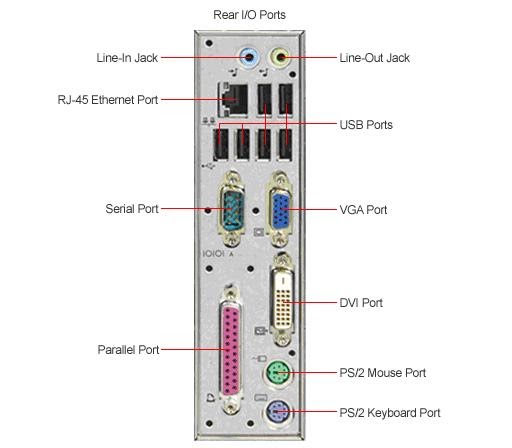 Rear I/O Ports
Line-In Jack
Line-Out Jack
RJ-45 Ethernet Port
USB Ports
Serial Port
VGA Port
IOIOI A
DVI Port
Parallel Port
PS/2 Mouse Port
PS/2 Keyboard Port